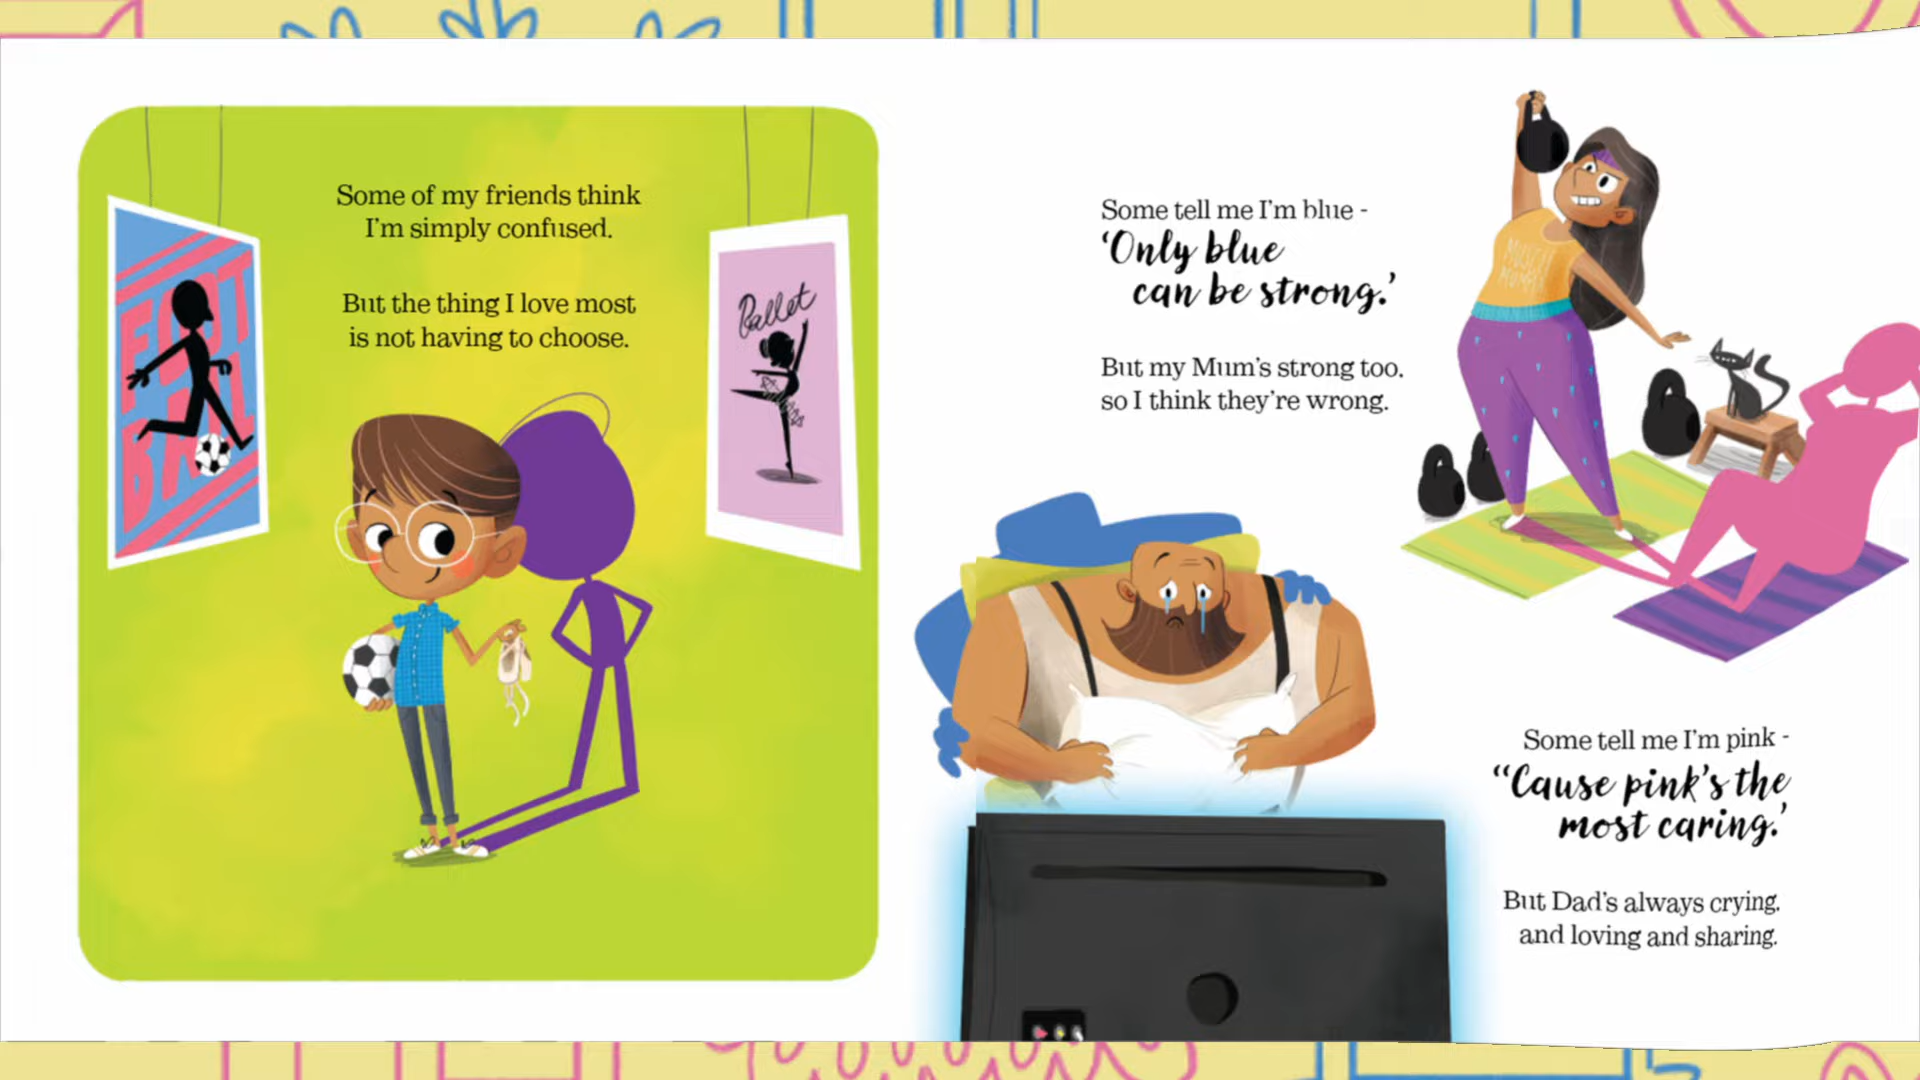 FOOT
BALL
Some of my friends think
I'm simply confused.
But the thing I love most
is not having to choose.
Ballet
Some tell me I'm blue -
'Only blue
can be strong.'
But my Mum's strong too,
so I think they're wrong.
Some tell me I'm pink -
"Cause pink's the
most caring.'
But Dad's always crying,
and loving and sharing.